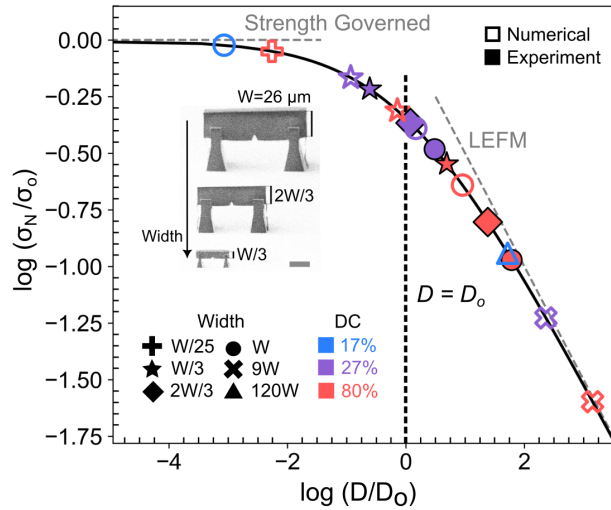 Strength Governed
Numerical
Experiment
0.00
−0.25
−0.50
−0.75
−1.00
−1.25
−1.50
−1.75
log (σN/σo)
W=26 μm
2W/3
W/3
Width
LEFM
D = Do
Width
W/25
W
W/3
9W
2W/3
120W
DC
17%
27%
80%
−4
−2
0
2
log (D/DO)